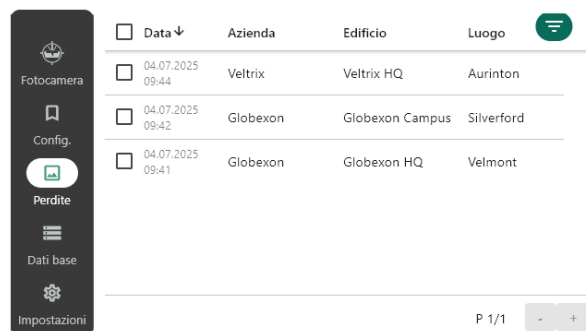 Fotocamera
Config.
Perdite
Dati base
Impostazioni
Data Azienda Edificio Luogo
04.07.2025 09:44 Veltrix Veltrix HQ Aurinton
04.07.2025 09:42 Globexon Globexon Campus Silverford
04.07.2025 09:41 Globexon Globexon HQ Velmont
P 1/1 - +